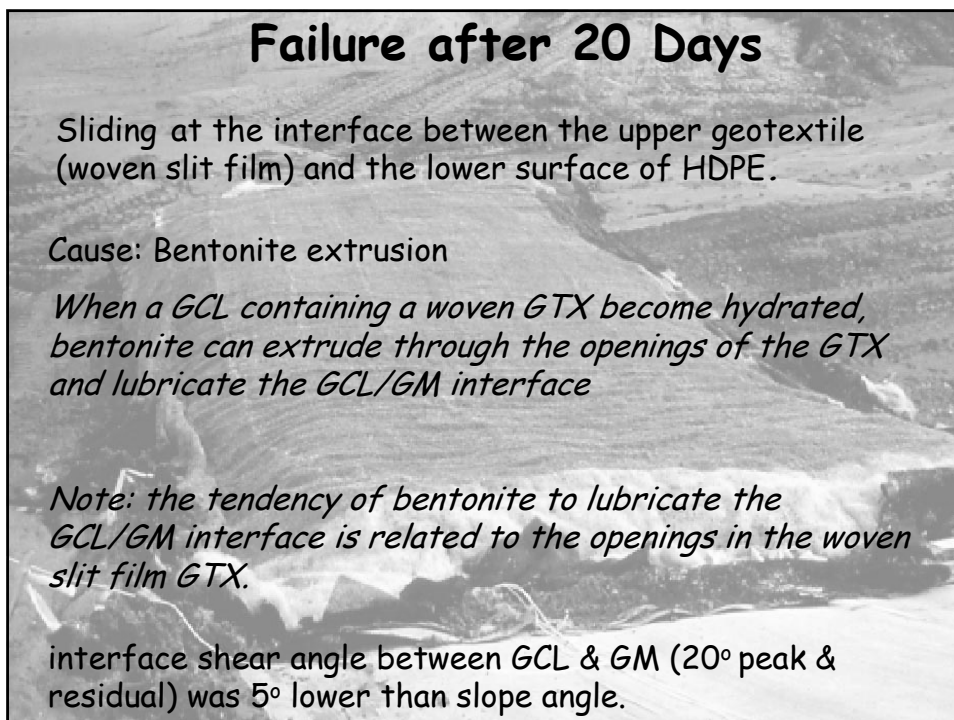 Failure after 20 Days
Sliding at the interface between the upper geotextile
(woven slit film) and the lower surface of HDPE.
Cause: Bentonite extrusion
When a GCL containing a woven GTX become hydrated,
bentonite can extrude through the openings of the GTX
and lubricate the GCL/GM interface
Note: the tendency of bentonite to lubricate the
GCL/GM interface is related to the openings in the woven
slit film GTX.
interface shear angle between GCL & GM (20º peak &
residual) was 5º lower than slope angle.